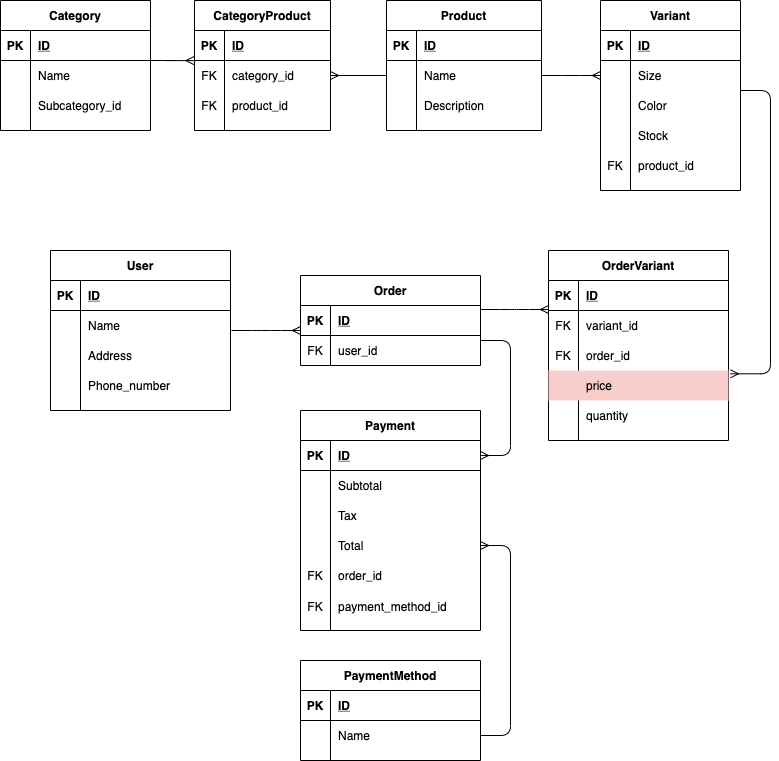 Category
PK ID
Name
Subcategory_id
CategoryProduct
PK ID
FK category_id
FK product_id
Product
PK ID
Name
Description
Variant
PK ID
Size
Color
Stock
FK product_id
User
PK ID
Name
Address
Phone_number
Order
PK ID
FK user_id
OrderVariant
PK ID
FK variant_id
FK order_id
price
quantity
Payment
PK ID
Subtotal
Tax
Total
FK order_id
FK payment_method_id
PaymentMethod
PK ID
Name